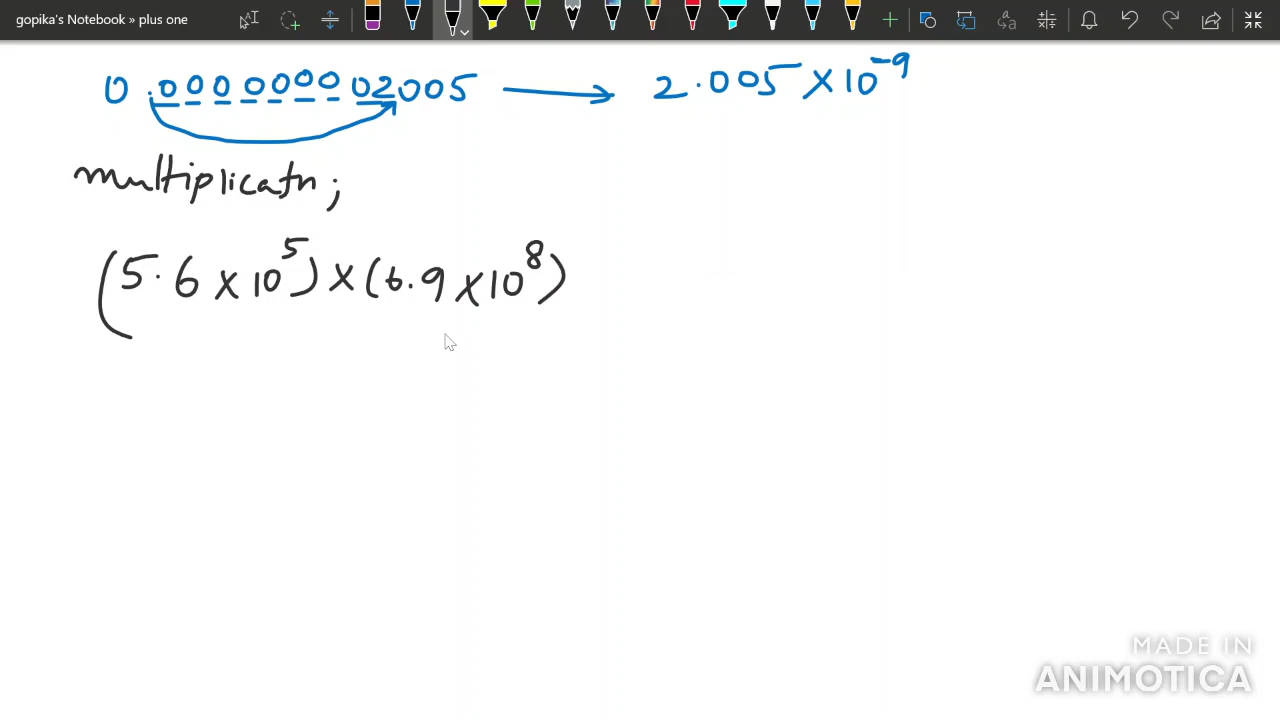 gopika's Notebook » plus one
0.000000002005 → 2.005 × 10⁻⁹
multiplicatn;
(5.6 × 10⁵) × (6.9 × 10⁸)
MADE IN
ANIMOTICA